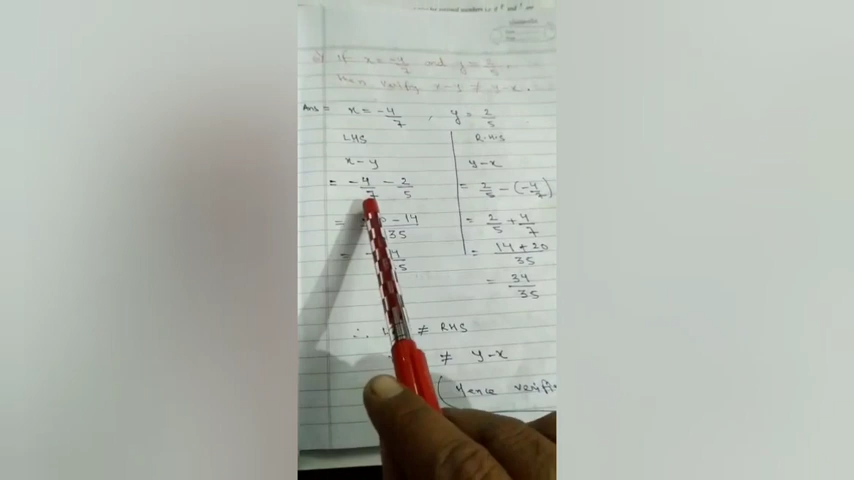 If x = -4/7 and y = 2/5.
then verify x-y ≠ y-x.
Ans = x = -4/7 , y = 2/5
LHS R.H.S
x - y y - x
= -4/7 - 2/5 = 2/5 - (-4/7)
- 14 / 35 = 2/5 + 4/7
= 14 + 20 / 35
= 34/35
∴ ≠ RHS
≠ y - x
(Hence